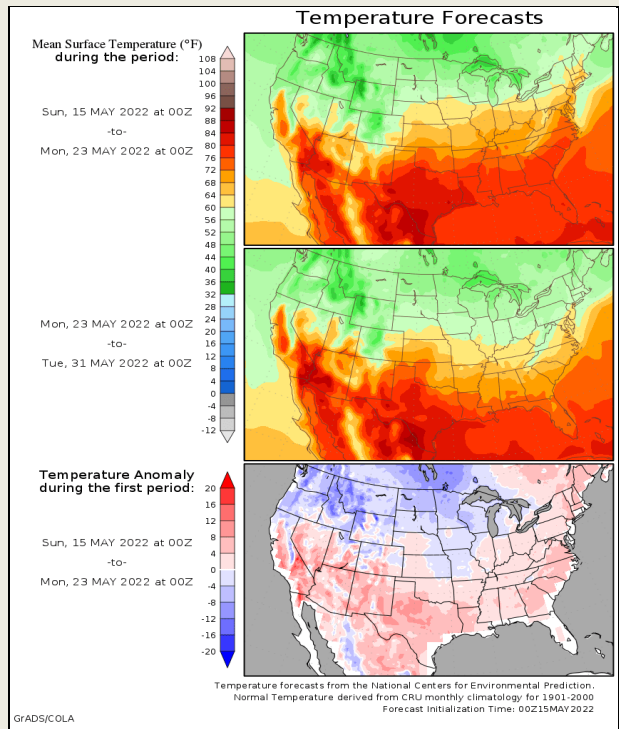 Temperature Forecasts
Mean Surface Temperature (°F)
during the period:
Sun, 15 MAY 2022 at 00Z
-to-
Mon, 23 MAY 2022 at 00Z
108
104
100
96
92
88
84
80
76
72
68
64
60
56
52
48
44
40
36
32
28
24
20
16
12
8
4
0
-4
-8
-12
Mon, 23 MAY 2022 at 00Z
-to-
Tue, 31 MAY 2022 at 00Z
Temperature Anomaly
during the first period:
Sun, 15 MAY 2022 at 00Z
-to-
Mon, 23 MAY 2022 at 00Z
20
16
12
8
4
0
-4
-8
-12
-16
-20
Temperature forecasts from the National Centers for Environmental Prediction.
Normal Temperature derived from CRU monthly climatology for 1901-2000
Forecast Initialization Time: 00Z15MAY2022
GrADS/COLA